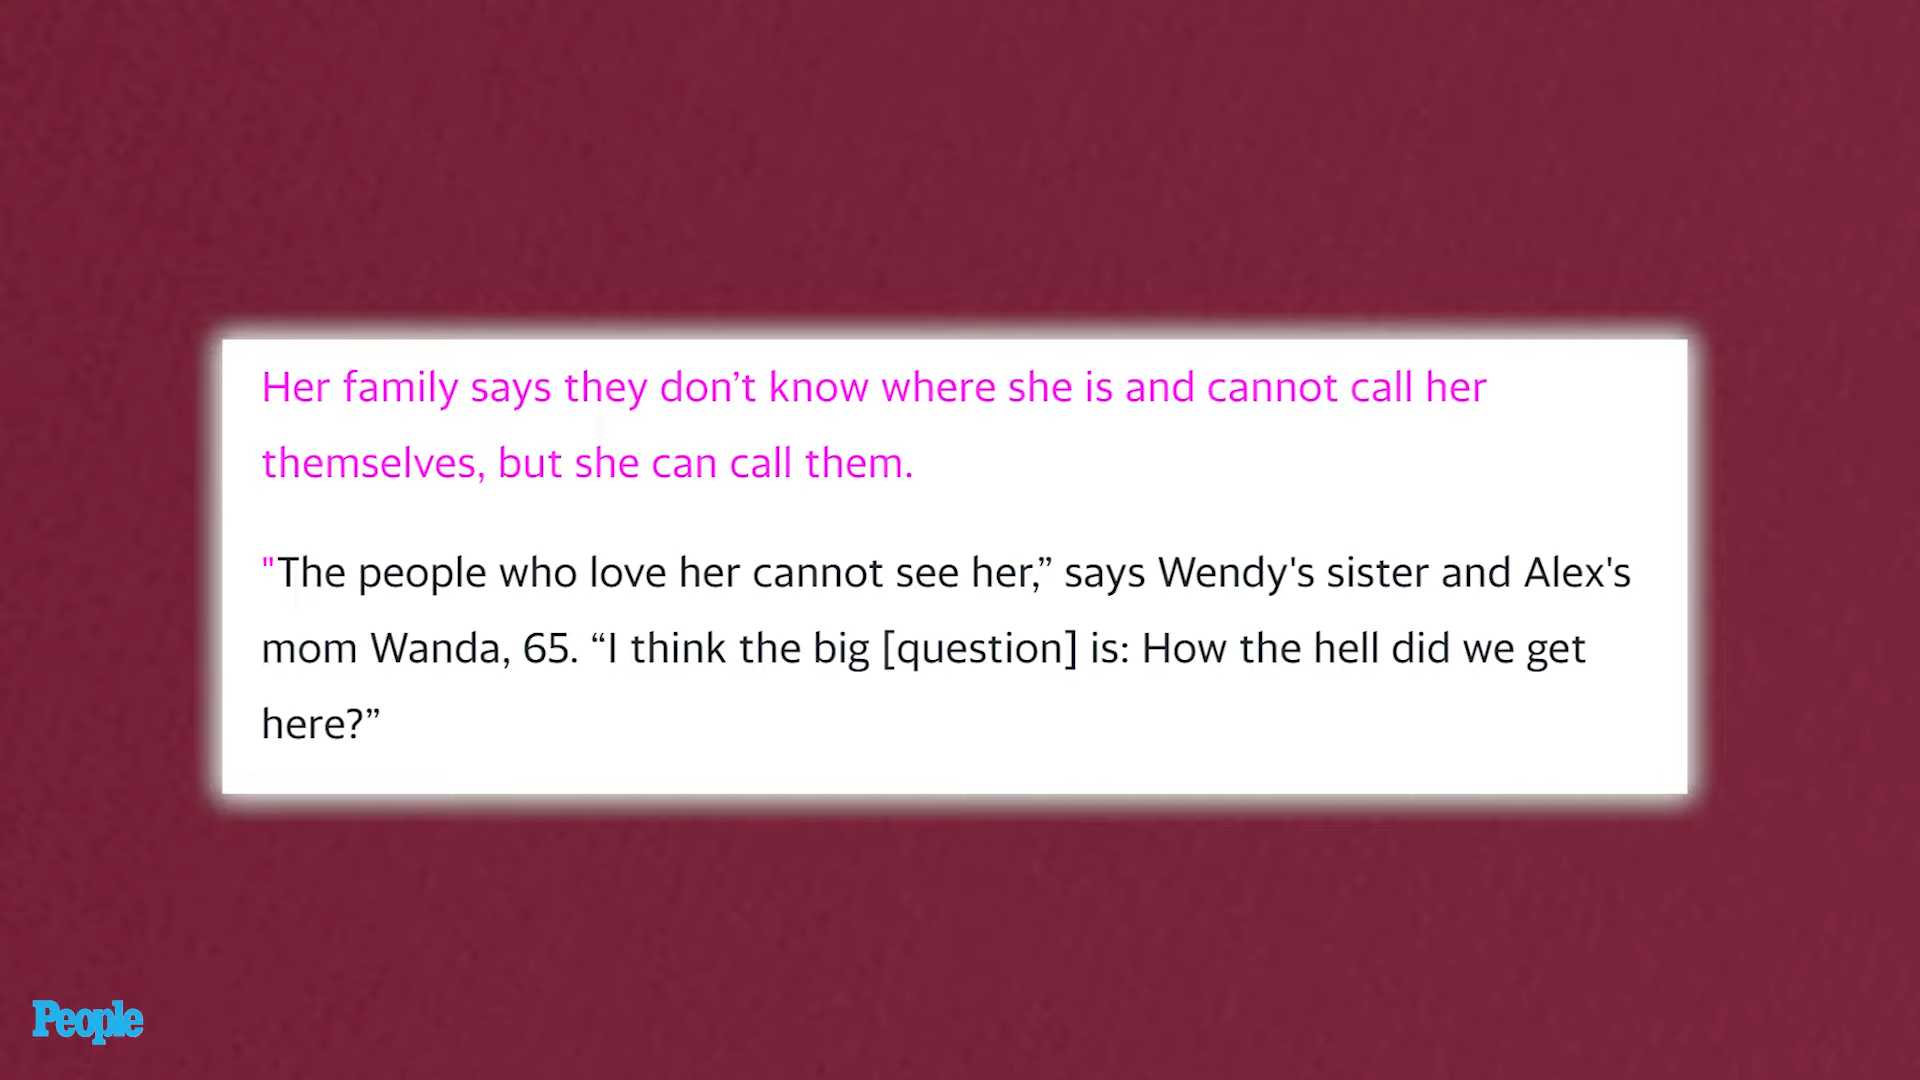 Her family says they don’t know where she is and cannot call her
themselves, but she can call them.
"The people who love her cannot see her,” says Wendy's sister and Alex's
mom Wanda, 65. “I think the big [question] is: How the hell did we get
here?”
People